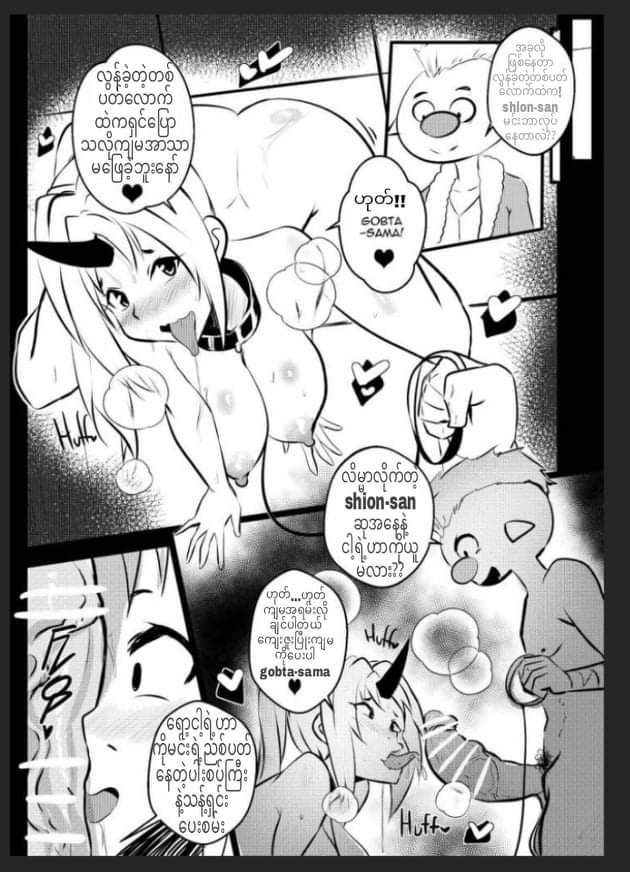 လွန်ခဲ့တဲ့တစ်
ပတ်လောက်
ထဲကရှင်ပြော
သလိုကျမအာသာ
မဖြေခဲ့ဘူးနော်
အခုလို
ဖြစ်နေတာ
လွန်ခဲ့တဲ့တစ်ပတ်
လောက်ထဲက!
shion-san
မင်းဘာလုပ်
နေတာလဲ??
ဟုတ်!!
GOBTA
-SAMA!
Huff
လိမ္မာလိုက်တဲ့
shion-san
ဆုအနေနဲ့
ငါ့ရဲ့ဟာကိုယူ
မလား??
ဟုတ်...ဟုတ်
ကျမအရမ်းလို
ချင်ပါတယ်
ကျေးဇူးပြုပြီးကျမ
ကိုပေးပါ
gobta-sama
Huff
ရော့ငါ့ရဲ့ဟာ
ကိုမင်းရဲ့ညစ်ပတ်
နေတဲ့ပါးစပ်ကြီး
နဲ့သန့်ရှင်း
ပေးစမ်း
Huff